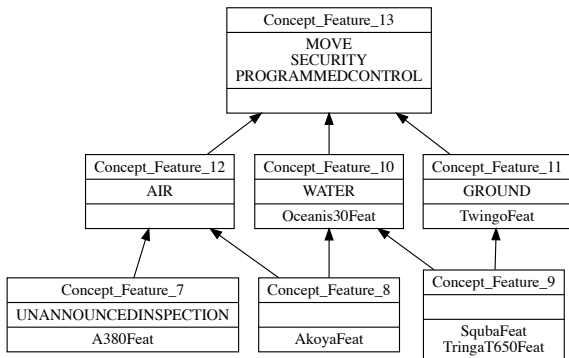 Concept_Feature_13
MOVE
SECURITY
PROGRAMMEDCONTROL
Concept_Feature_12
AIR
Concept_Feature_10
WATER
Oceanis30Feat
Concept_Feature_11
GROUND
TwingoFeat
Concept_Feature_7
UNANNOUNCEDINSPECTION
A380Feat
Concept_Feature_8
AkoyaFeat
Concept_Feature_9
SqubaFeat
TringaT650Feat